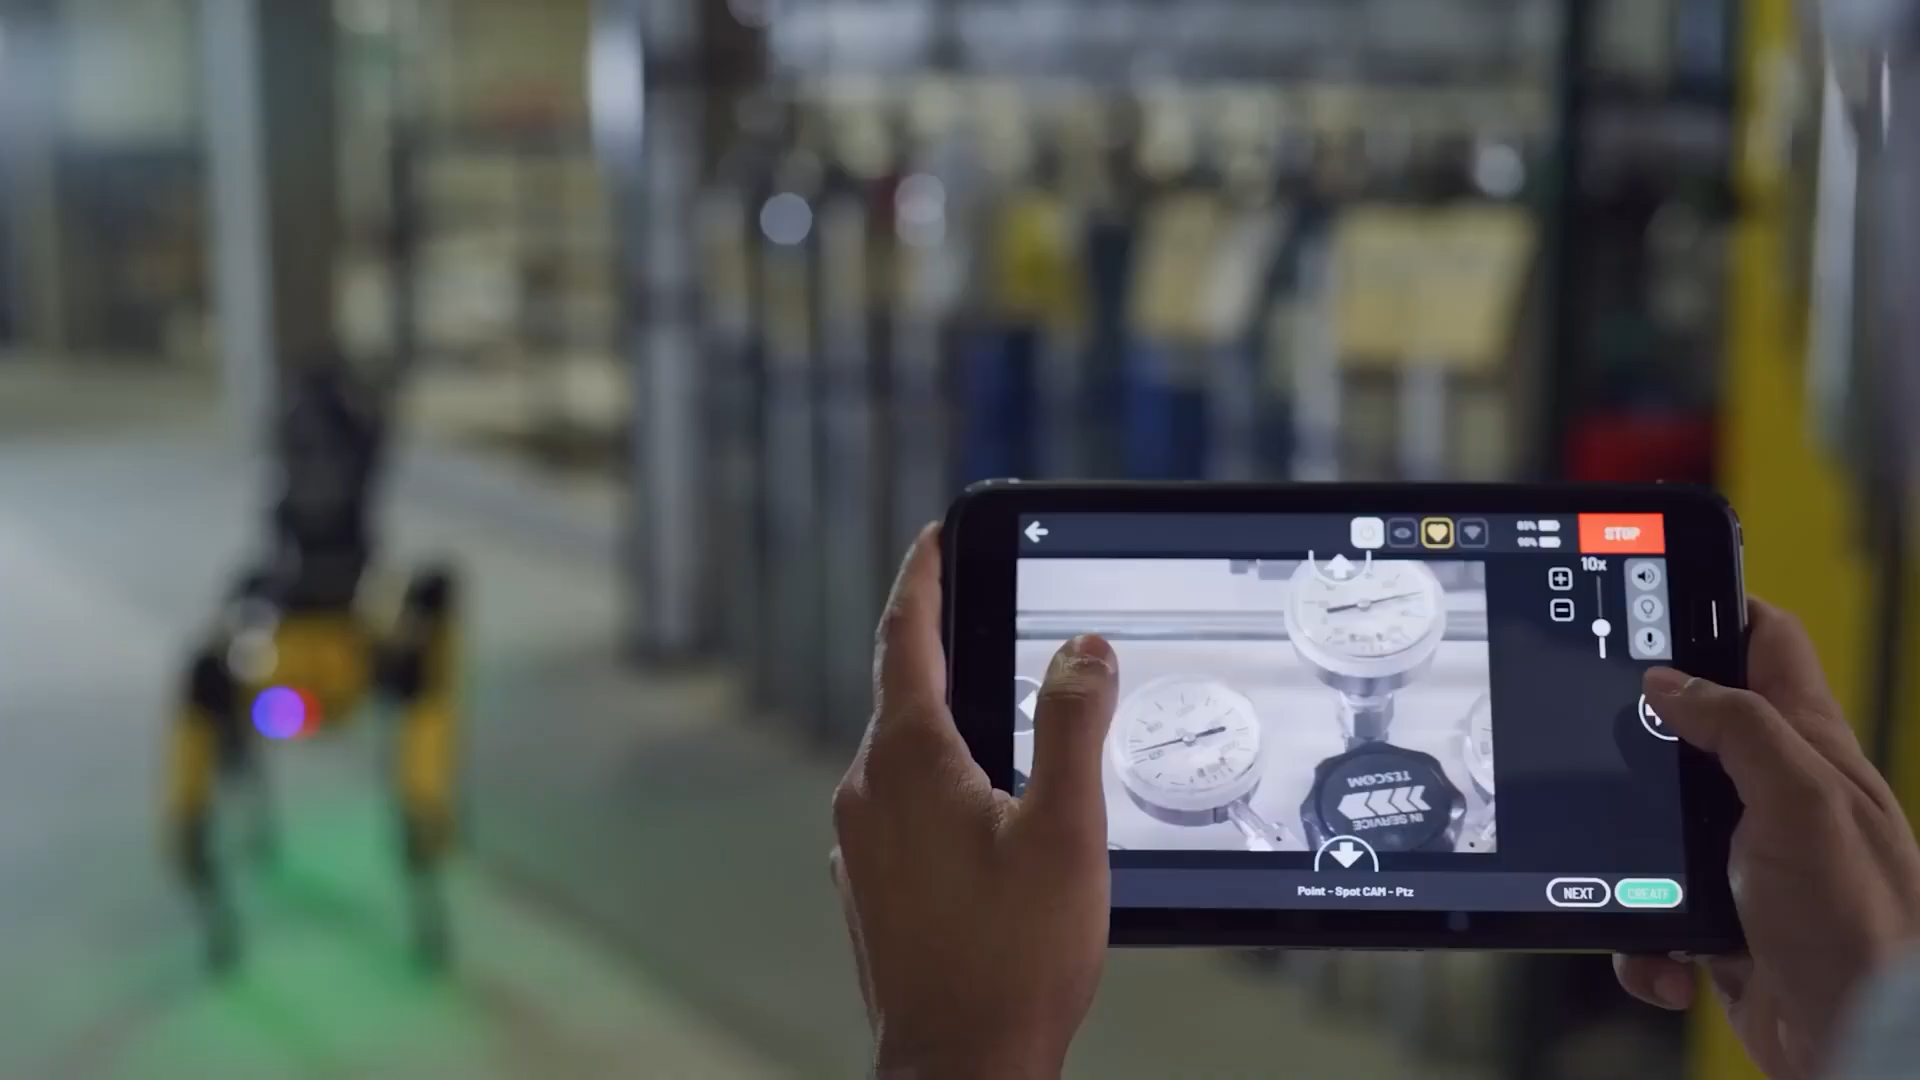 STOP
10x
TESCOM
IN SERVICE
Point - Spot CAM - Ptz
NEXT
CREATE